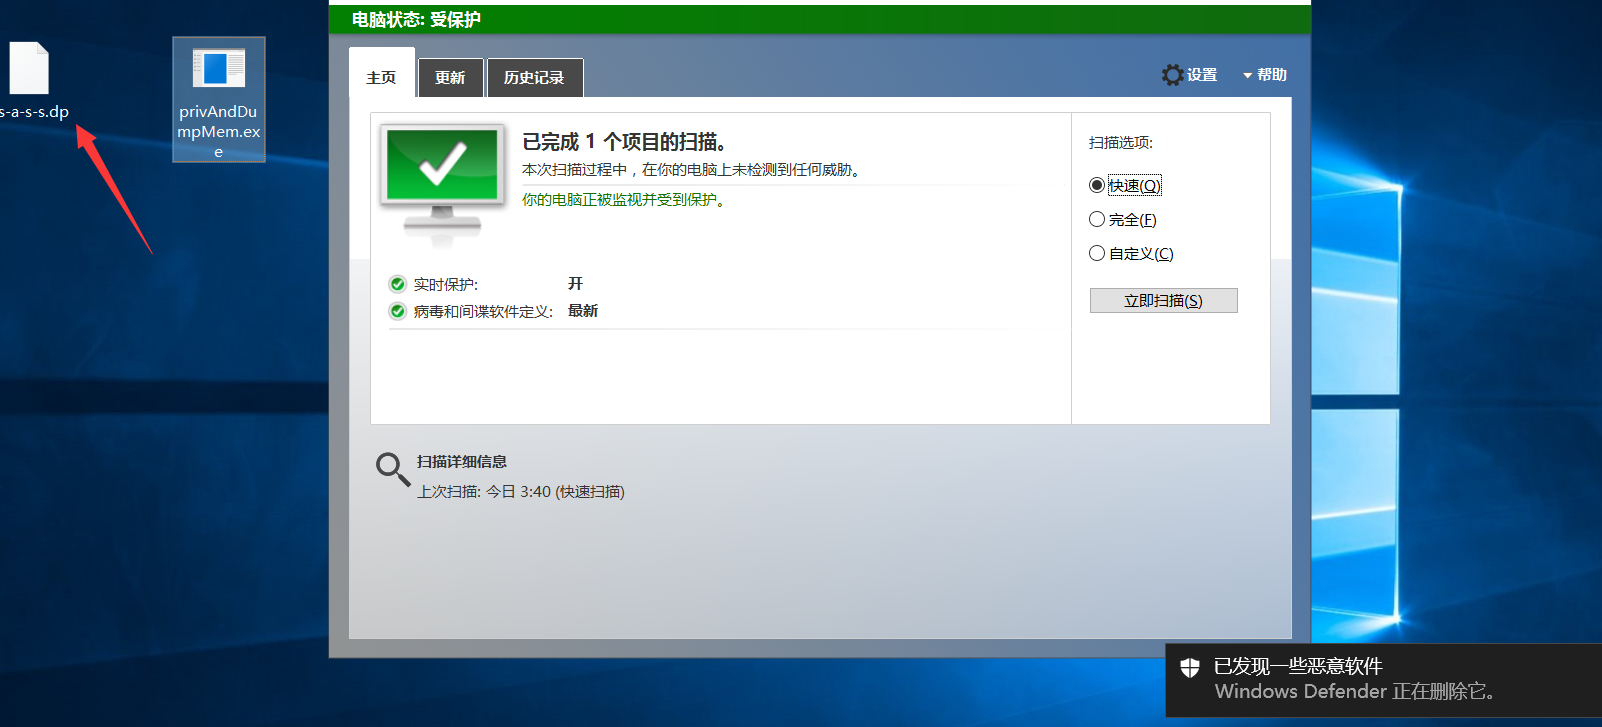 电脑状态: 受保护
s-a-s-s.dp
privAndDu
mpMem.ex
e
主页
更新
历史记录
设置
帮助
已完成 1 个项目的扫描。
本次扫描过程中，在你的电脑上未检测到任何威胁。
你的电脑正被监视并受到保护。
实时保护: 开
病毒和间谍软件定义: 最新
扫描选项:
快速(Q)
完全(F)
自定义(C)
立即扫描(S)
扫描详细信息
上次扫描: 今日 3:40 (快速扫描)
已发现一些恶意软件
Windows Defender 正在删除它。